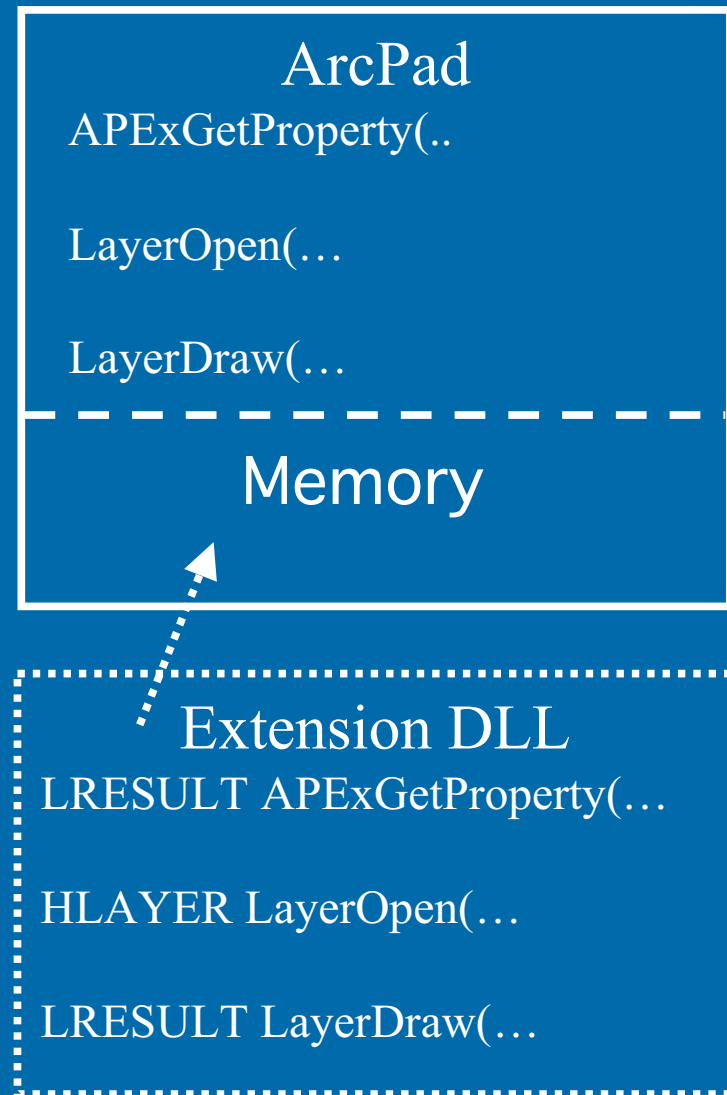 ArcPad
APExGetProperty(..
LayerOpen(…
LayerDraw(…
Memory
Extension DLL
LRESULT APExGetProperty(…
HLAYER LayerOpen(…
LRESULT LayerDraw(…